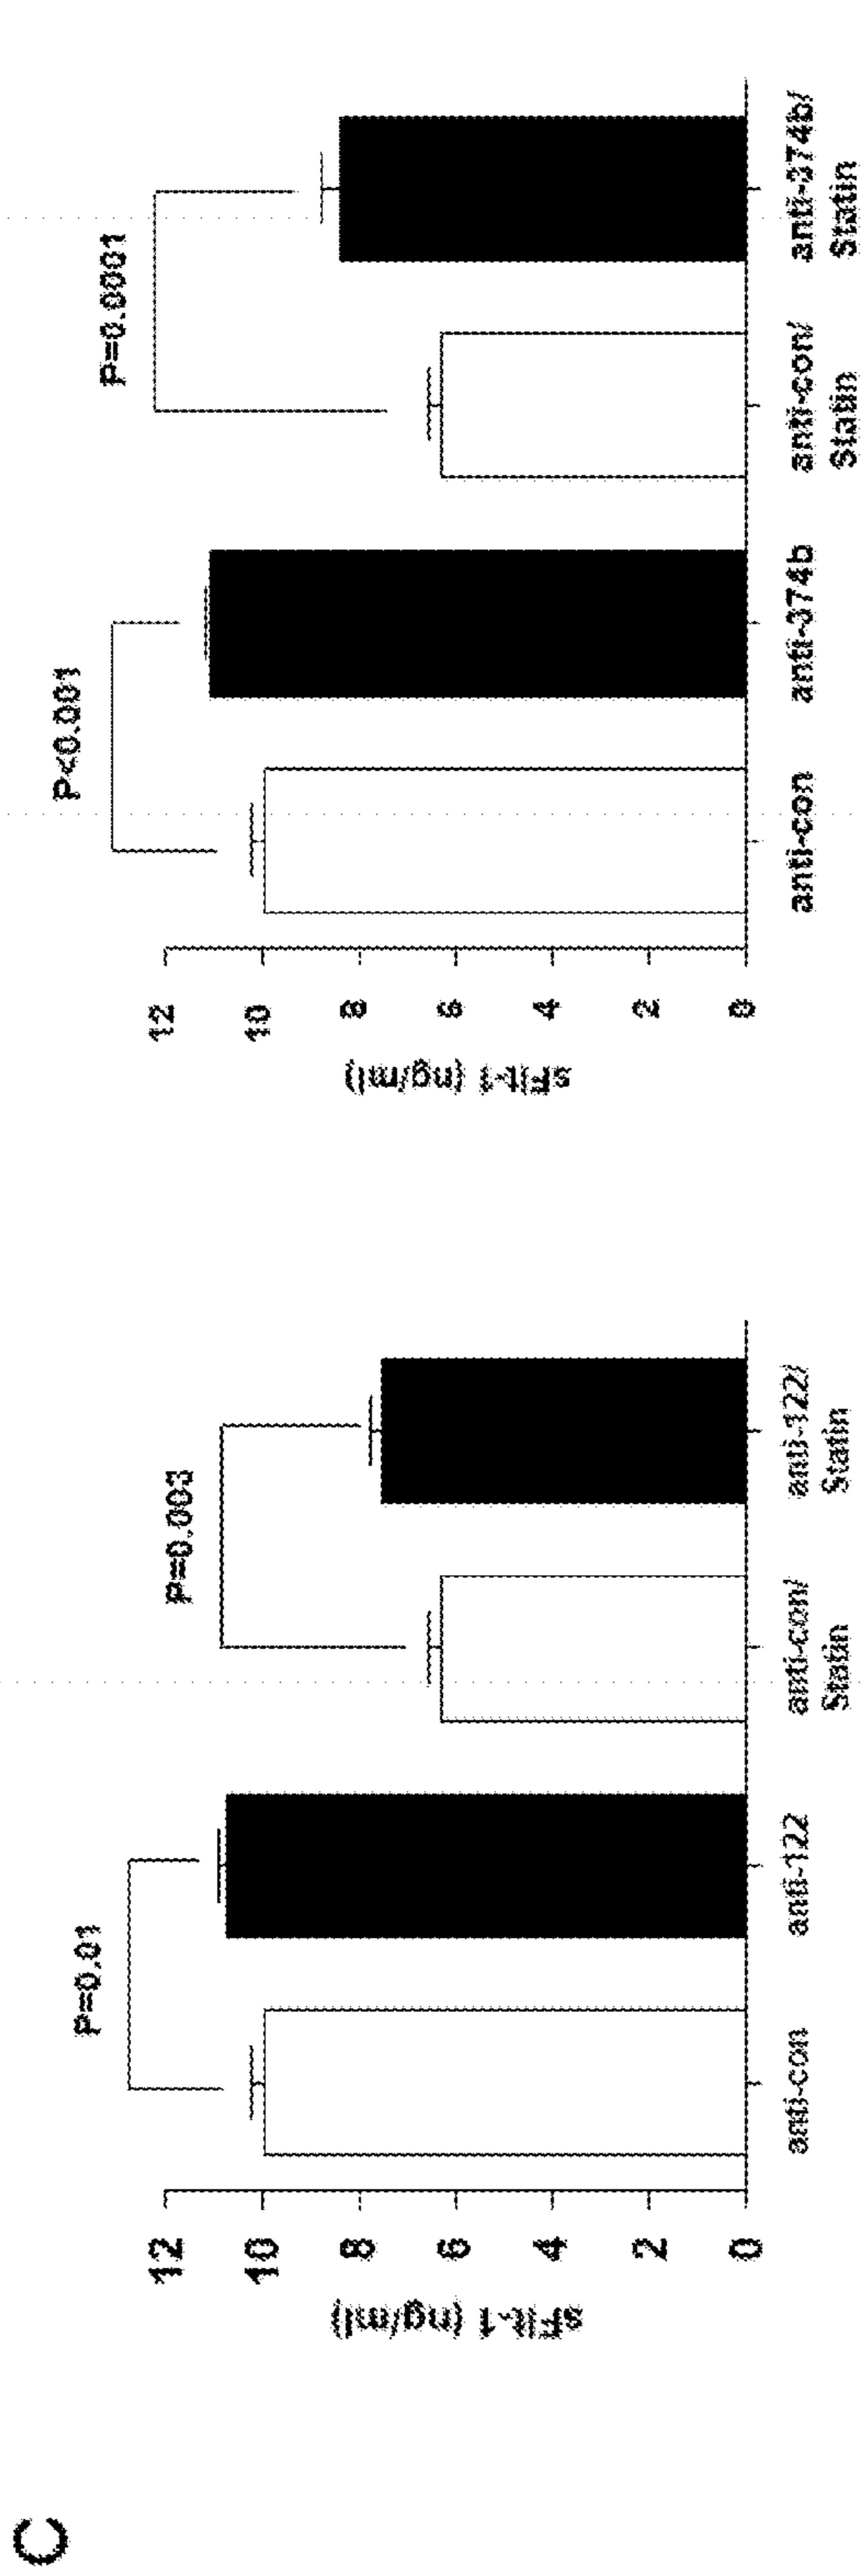 C
sFlt-1 (ng/ml)
12
10
8
6
4
2
0
P=0.01
P=0.003
anti-con
anti-122
anti-con/
Statin
anti-122/
Statin
sFlt-1 (ng/ml)
12
10
8
6
4
2
0
P<0.001
P=0.0001
anti-con
anti-374b
anti-con/
Statin
anti-374b/
Statin